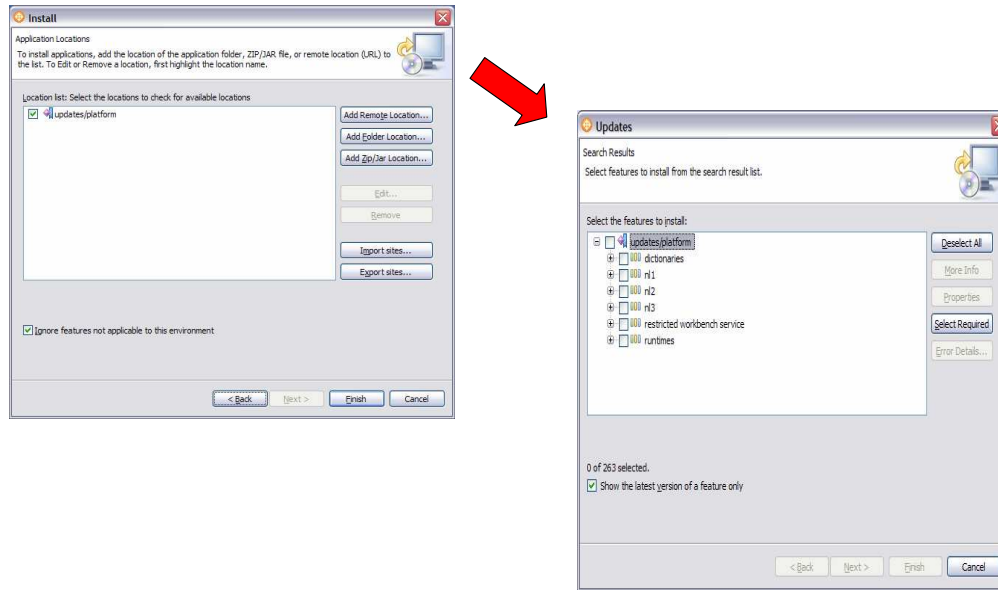 Install
Application Locations
To install applications, add the location of the application folder, ZIP/JAR file, or remote location (URL) to
the list. To Edit or Remove a location, first highlight the location name.
Location list: Select the locations to check for available locations
updates/platform
Add Remote Location...
Add Folder Location...
Add Zip/Jar Location...
Edit...
Remove
Import sites...
Export sites...
Ignore features not applicable to this environment
< Back
Next >
Finish
Cancel
Updates
Search Results
Select features to install from the search result list.
Select the features to install:
updates/platform
dictionaries
nl1
nl2
nl3
restricted workbench service
runtimes
Deselect All
More Info
Properties
Select Required
Error Details...
0 of 263 selected.
Show the latest version of a feature only
< Back
Next >
Finish
Cancel